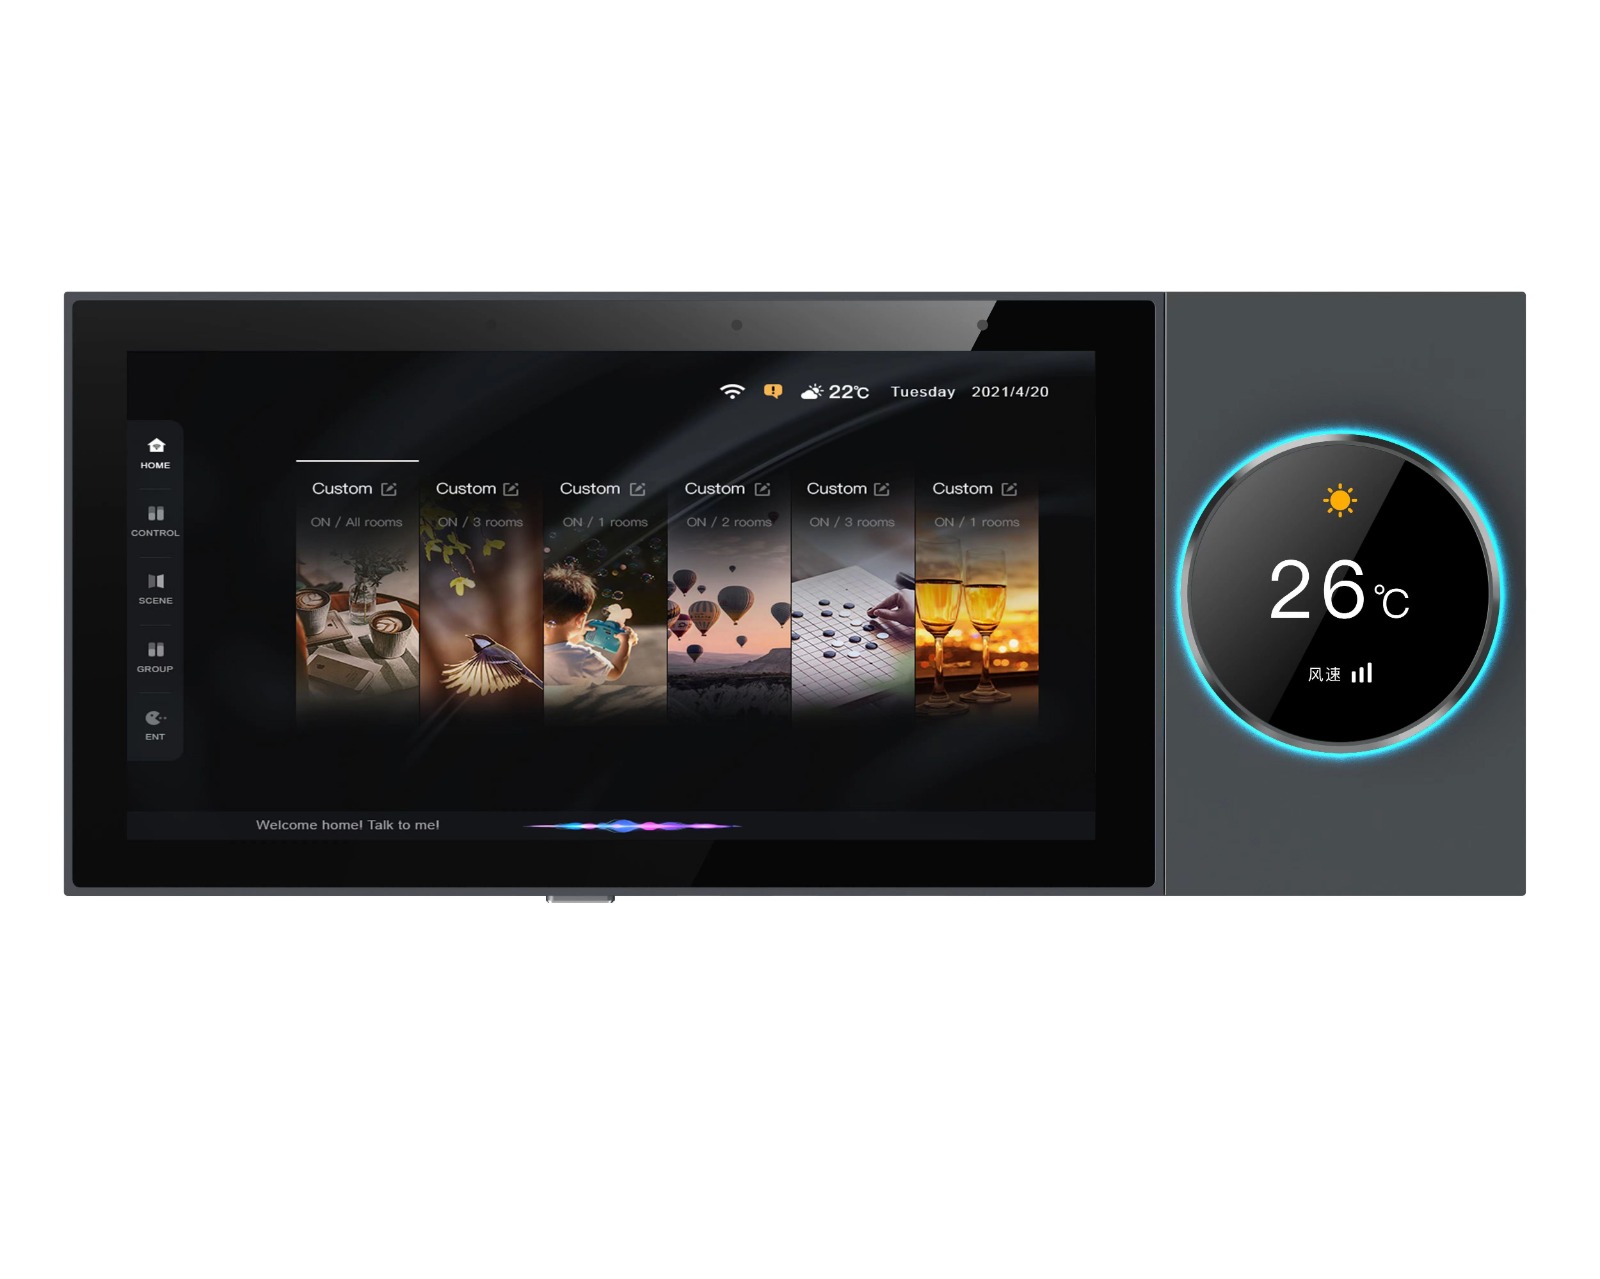 22℃ Tuesday 2021/4/20
HOME
CONTROL
SCENE
GROUP
ENT
Custom Custom Custom Custom Custom Custom
ON / All rooms ON / 3 rooms ON / 1 rooms ON / 2 rooms ON / 3 rooms ON / 1 rooms
Welcome home! Talk to me!
26℃
风速